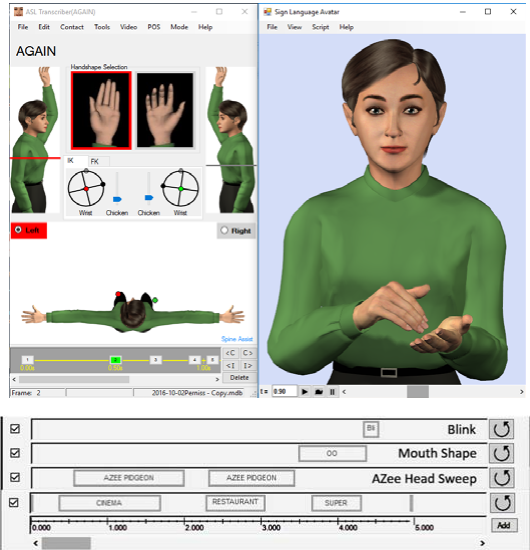 ASL Transcriber(AGAIN)
File Edit Contact Tools Video POS Mode Help
AGAIN
Handshape Selection
IK FK
Wrist Chicken Chicken Wrist
Left
Right
Spine Assist
1 2 3 4 5
0.00s 0.50s 1.00s
<C C>
<I I>
Delete
Frame: 2 2016-10-02Perniss - Copy.mdb
Sign Language Avatar
File View Script Help
t = 0.90
Bli Blink
OO Mouth Shape
AZEE PIDGEON AZEE PIDGEON AZee Head Sweep
CINEMA RESTAURANT SUPER
0.000 1.000 2.000 3.000 4.000 5.000
Add